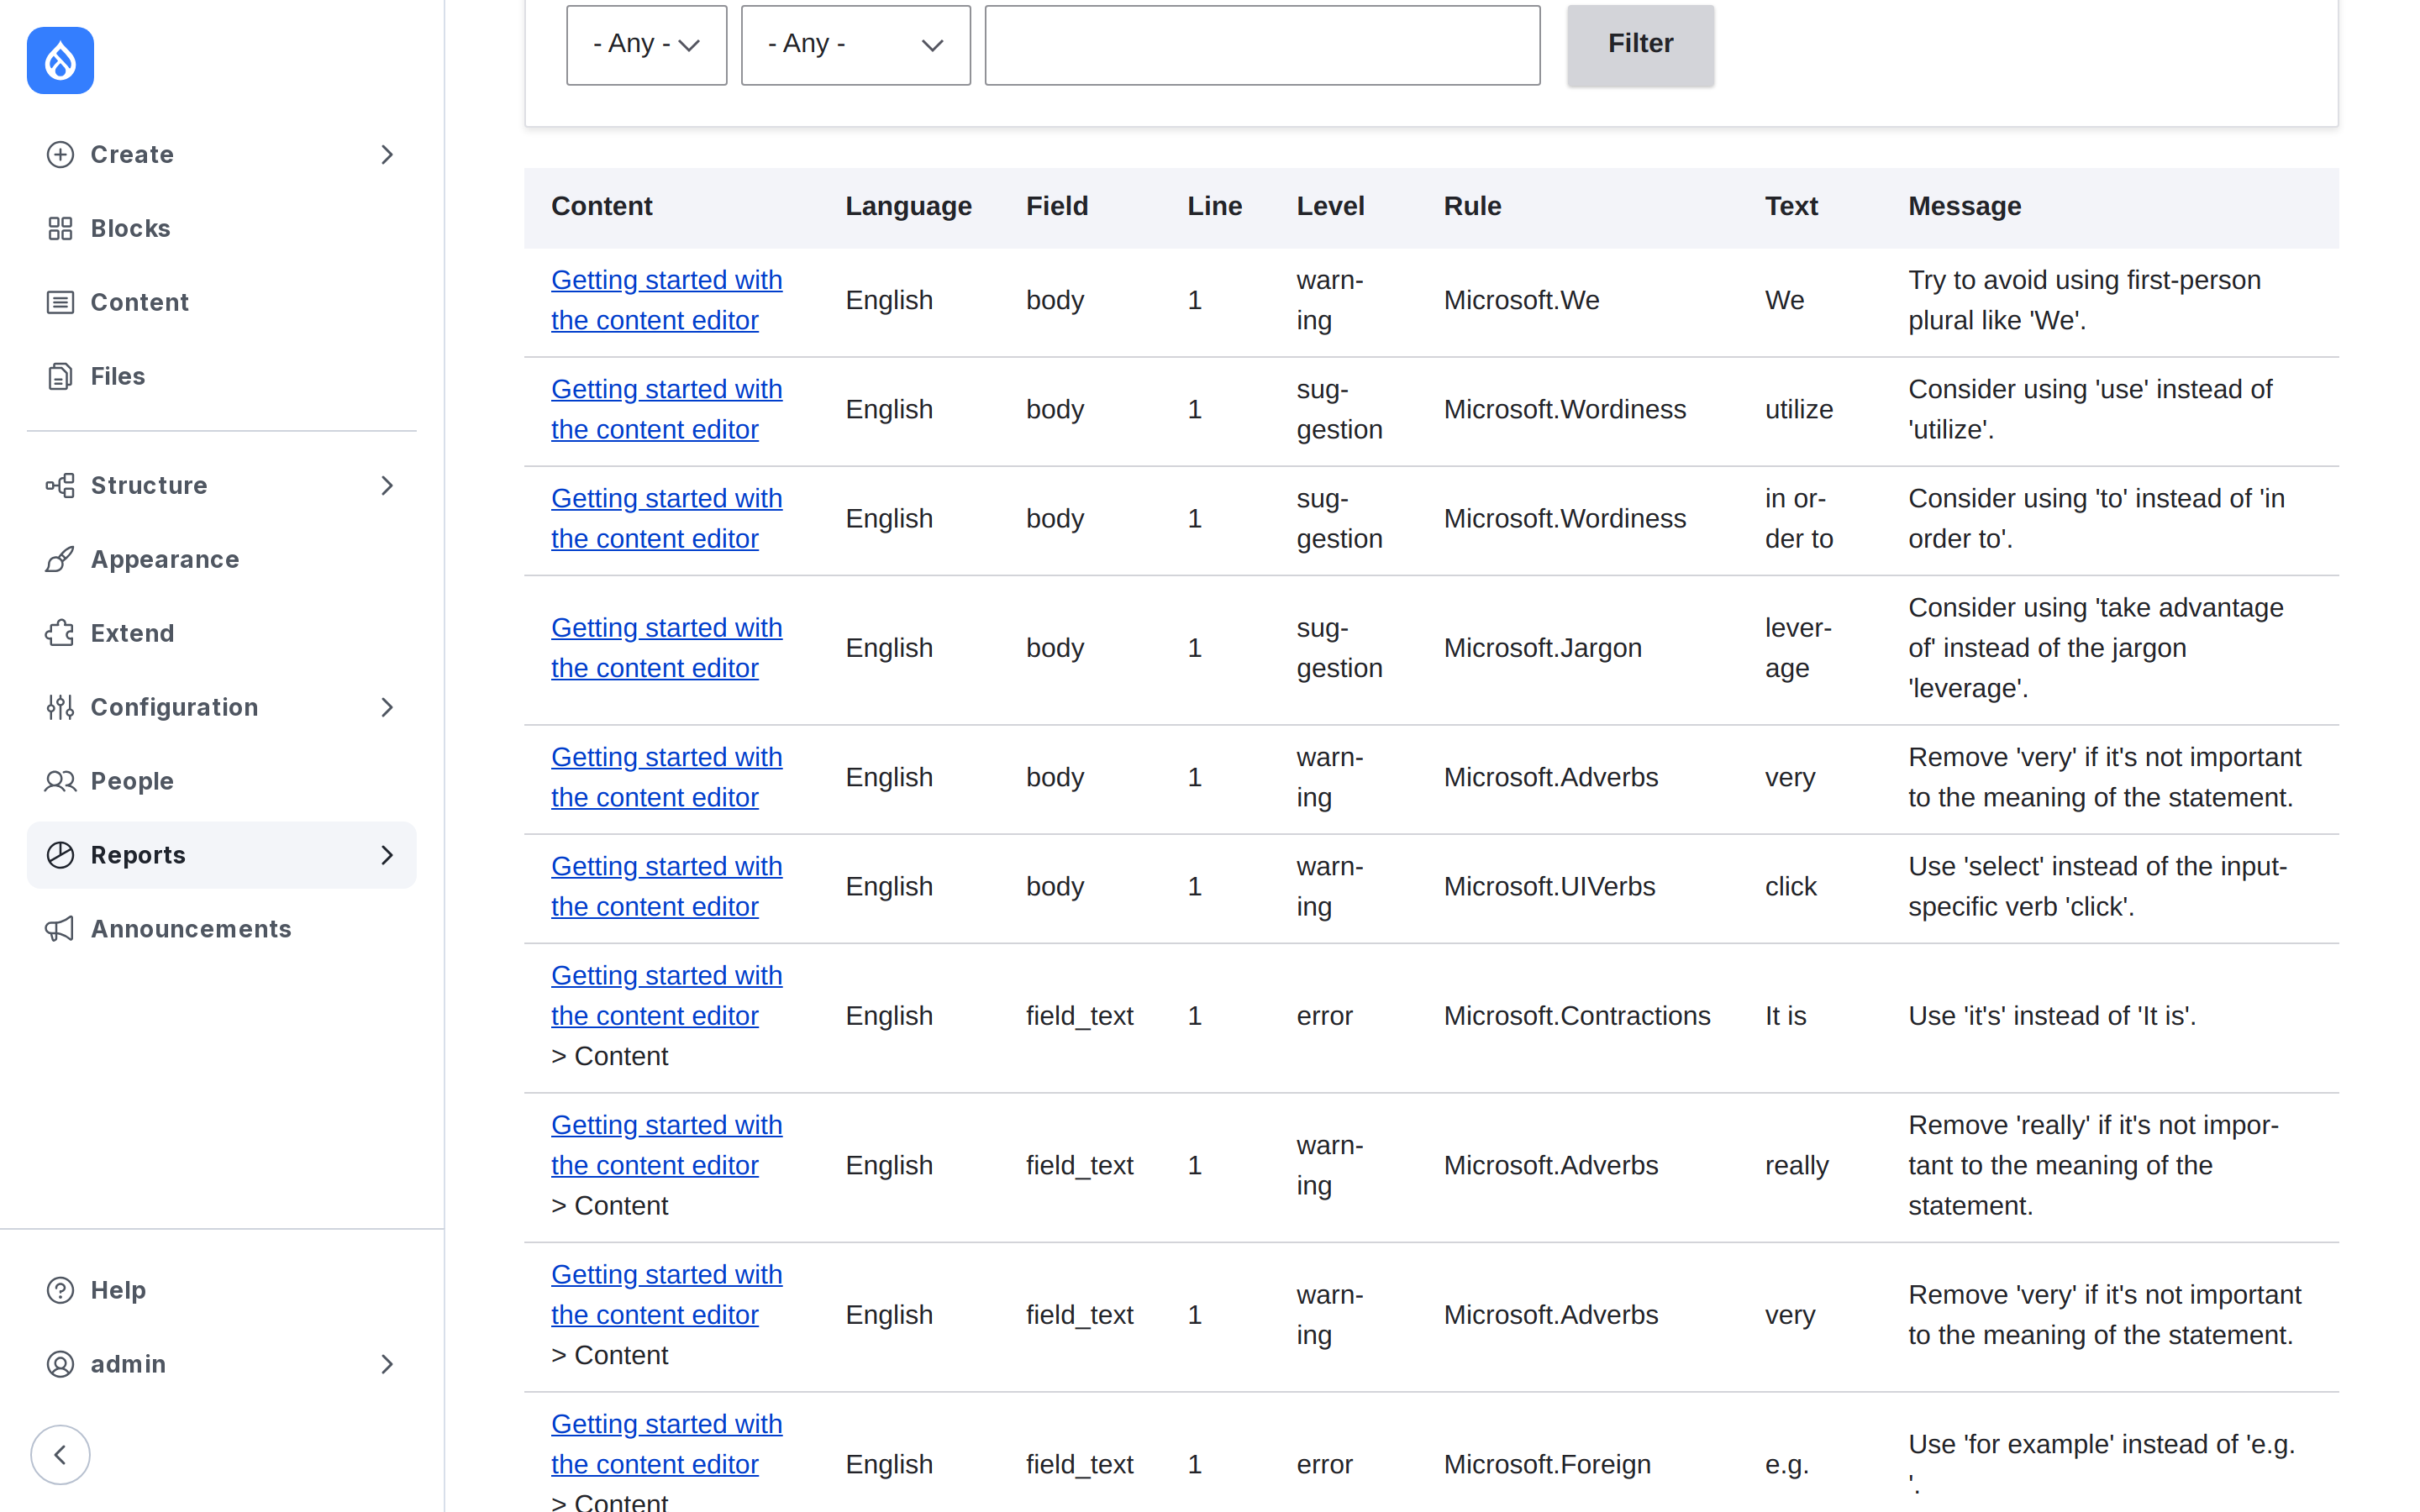 - Any -
- Any -
Filter
Create
Blocks
Content
Files
Structure
Appearance
Extend
Configuration
People
Reports
Announcements
Help
admin
Content Language Field Line Level Rule Text Message
Getting started with
the content editor
English
body
1
warn-
ing
Microsoft.We
We
Try to avoid using first-person
plural like 'We'.
Getting started with
the content editor
English
body
1
sug-
gestion
Microsoft.Wordiness
utilize
Consider using 'use' instead of
'utilize'.
Getting started with
the content editor
English
body
1
sug-
gestion
Microsoft.Wordiness
in or-
der to
Consider using 'to' instead of 'in
order to'.
Getting started with
the content editor
English
body
1
sug-
gestion
Microsoft.Jargon
lever-
age
Consider using 'take advantage
of' instead of the jargon
'leverage'.
Getting started with
the content editor
English
body
1
warn-
ing
Microsoft.Adverbs
very
Remove 'very' if it's not important
to the meaning of the statement.
Getting started with
the content editor
English
body
1
warn-
ing
Microsoft.UIVerbs
click
Use 'select' instead of the input-
specific verb 'click'.
Getting started with
the content editor
> Content
English
field_text
1
error
Microsoft.Contractions
It is
Use 'it's' instead of 'It is'.
Getting started with
the content editor
> Content
English
field_text
1
warn-
ing
Microsoft.Adverbs
really
Remove 'really' if it's not impor-
tant to the meaning of the
statement.
Getting started with
the content editor
> Content
English
field_text
1
warn-
ing
Microsoft.Adverbs
very
Remove 'very' if it's not important
to the meaning of the statement.
Getting started with
the content editor
> Content
English
field_text
1
error
Microsoft.Foreign
e.g.
Use 'for example' instead of 'e.g.
'.